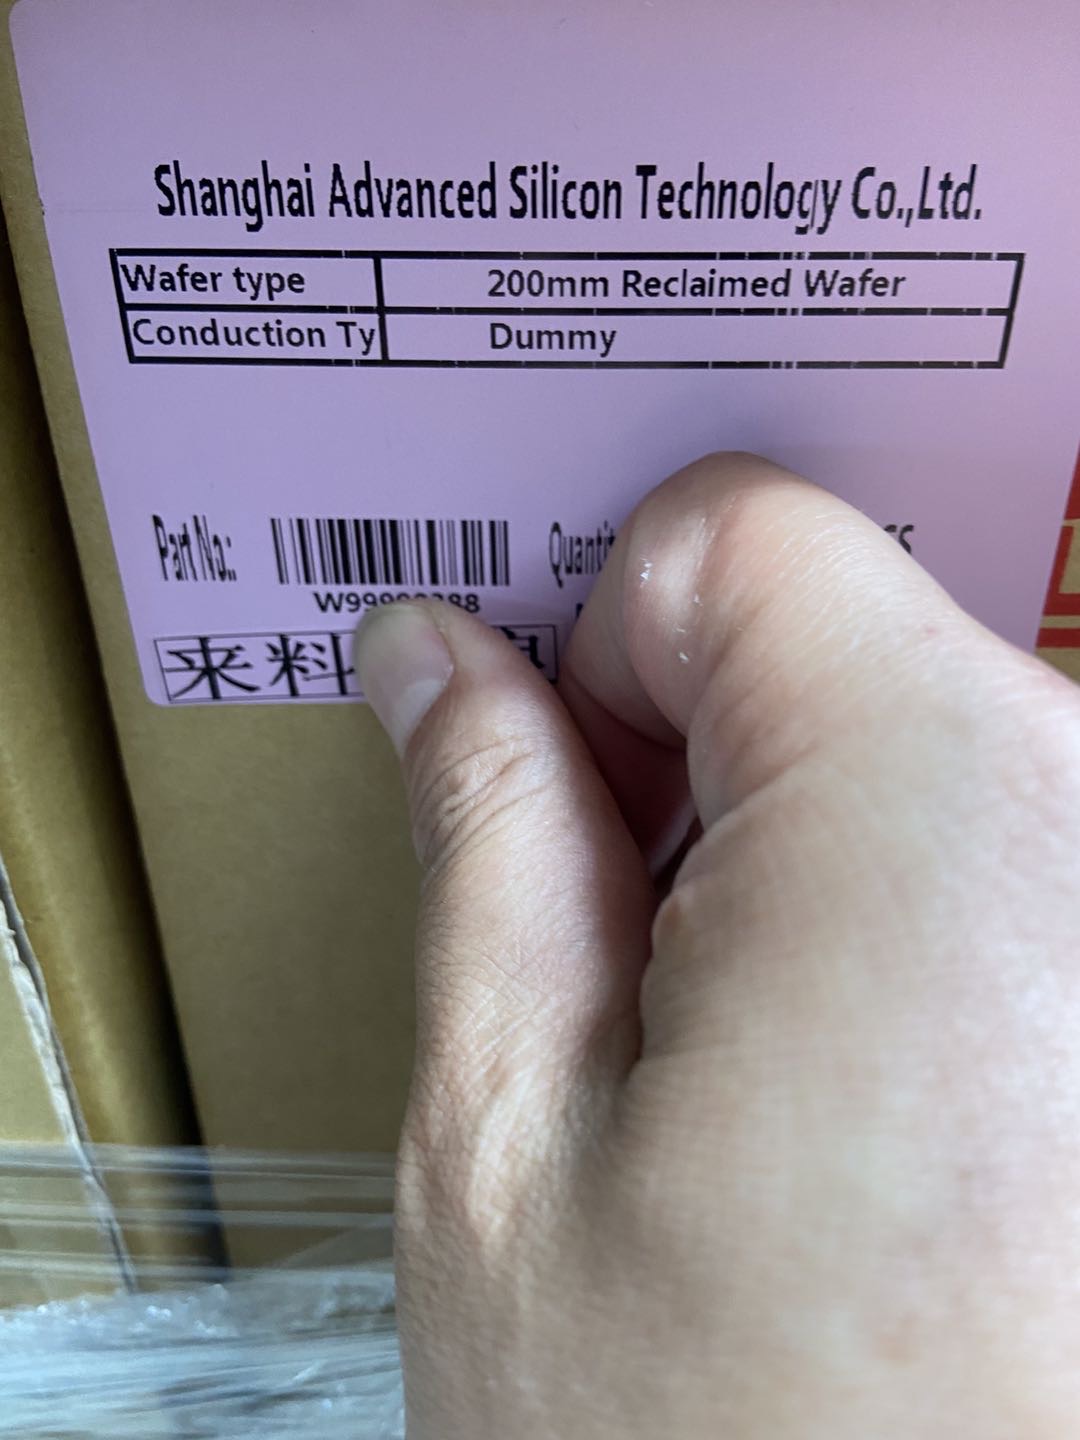 Shanghai Advanced Silicon Technology Co.,Ltd.
Wafer type 200mm Reclaimed Wafer
Conduction Ty Dummy
Part No.:
来料